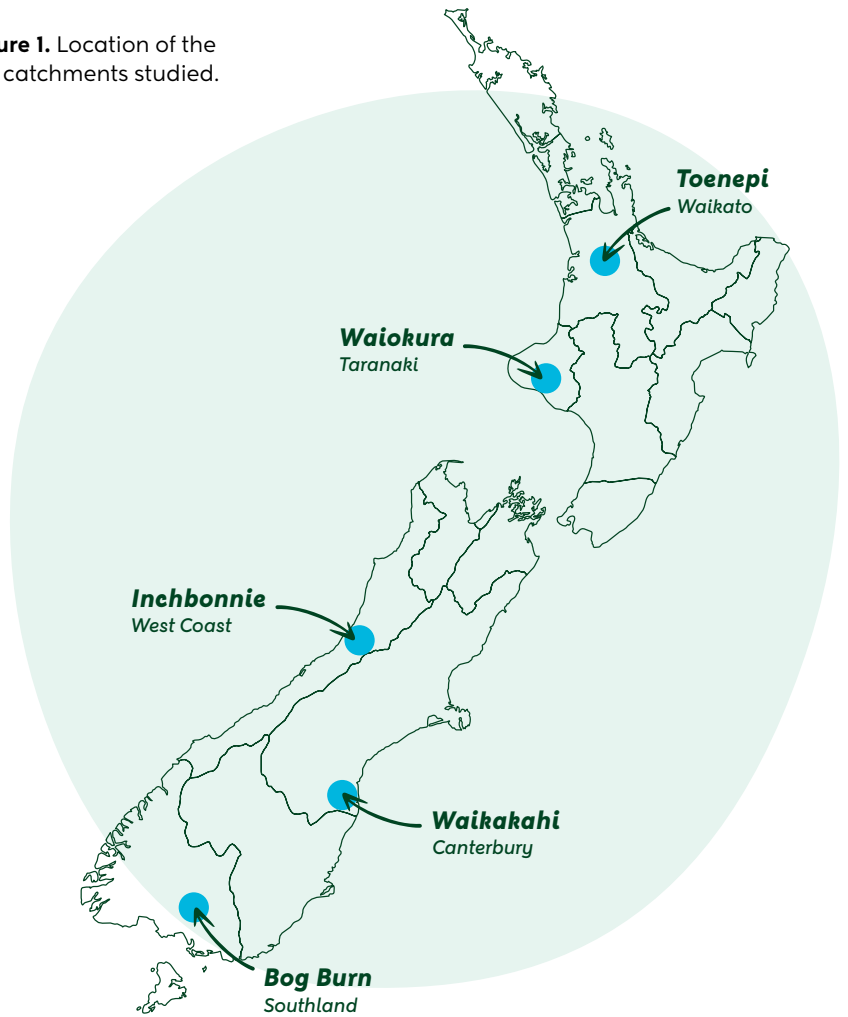 ure 1. Location of the
catchments studied.
Toenepi
Waikato
Waiokura
Taranaki
Inchbonnie
West Coast
Waikakahi
Canterbury
Bog Burn
Southland